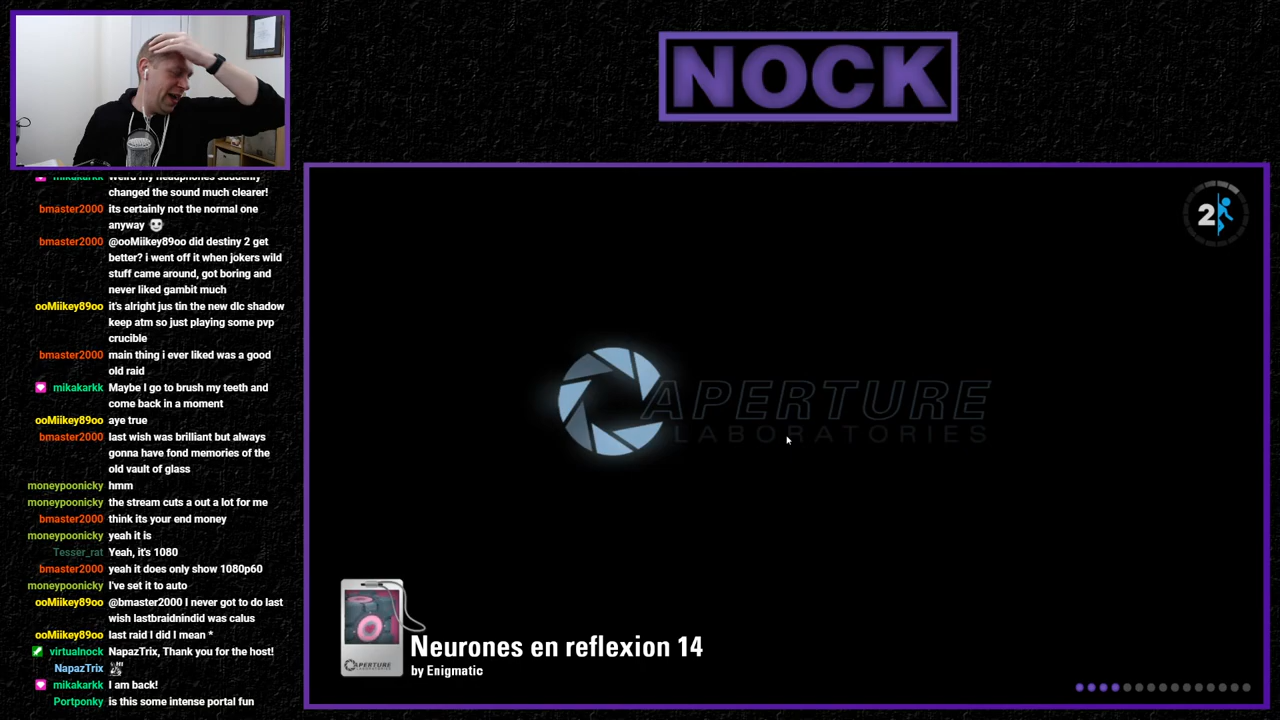 NOCK
mikakarkk weird my headphones suddenly
changed the sound much clearer!
bmaster2000 its certainly not the normal one
anyway
bmaster2000 @ooMiikey89oo did destiny 2 get
better? i went off it when jokers wild
stuff came around, got boring and
never liked gambit much
ooMiikey89oo it's alright jus tin the new dlc shadow
keep atm so just playing some pvp
crucible
bmaster2000 main thing i ever liked was a good
old raid
mikakarkk Maybe I go to brush my teeth and
come back in a moment
ooMiikey89oo aye true
bmaster2000 last wish was brilliant but always
gonna have fond memories of the
old vault of glass
moneypoonicky hmm
moneypoonicky the stream cuts a out a lot for me
bmaster2000 think its your end money
moneypoonicky yeah it is
Tesser_rat Yeah, it's 1080
bmaster2000 yeah it does only show 1080p60
moneypoonicky I've set it to auto
ooMiikey89oo @bmaster2000 I never got to do last
wish lastbraidnindid was calus
ooMiikey89oo last raid I did I mean *
virtualnock NapazTrix, Thank you for the host!
NapazTrix
mikakarkk I am back!
Portponky is this some intense portal fun
2
APERTURE
LABORATORIES
APERTURE
Neurones en reflexion 14
by Enigmatic